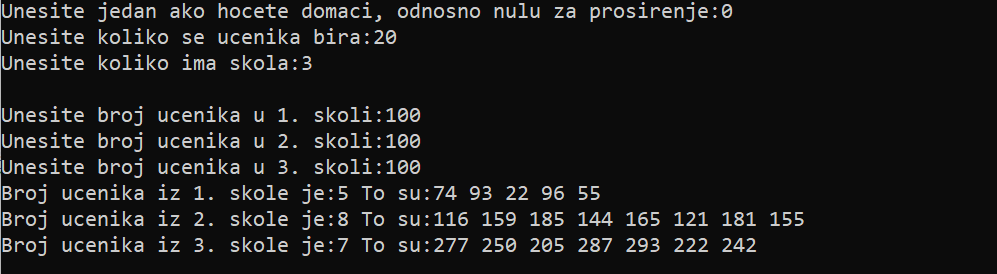 Unesite jedan ako hocete domaci, odnosno nulu za prosirenje:0
Unesite koliko se ucenika bira:20
Unesite koliko ima skola:3
Unesite broj ucenika u 1. skoli:100
Unesite broj ucenika u 2. skoli:100
Unesite broj ucenika u 3. skoli:100
Broj ucenika iz 1. skole je:5 To su:74 93 22 96 55
Broj ucenika iz 2. skole je:8 To su:116 159 185 144 165 121 181 155
Broj ucenika iz 3. skole je:7 To su:277 250 205 287 293 222 242